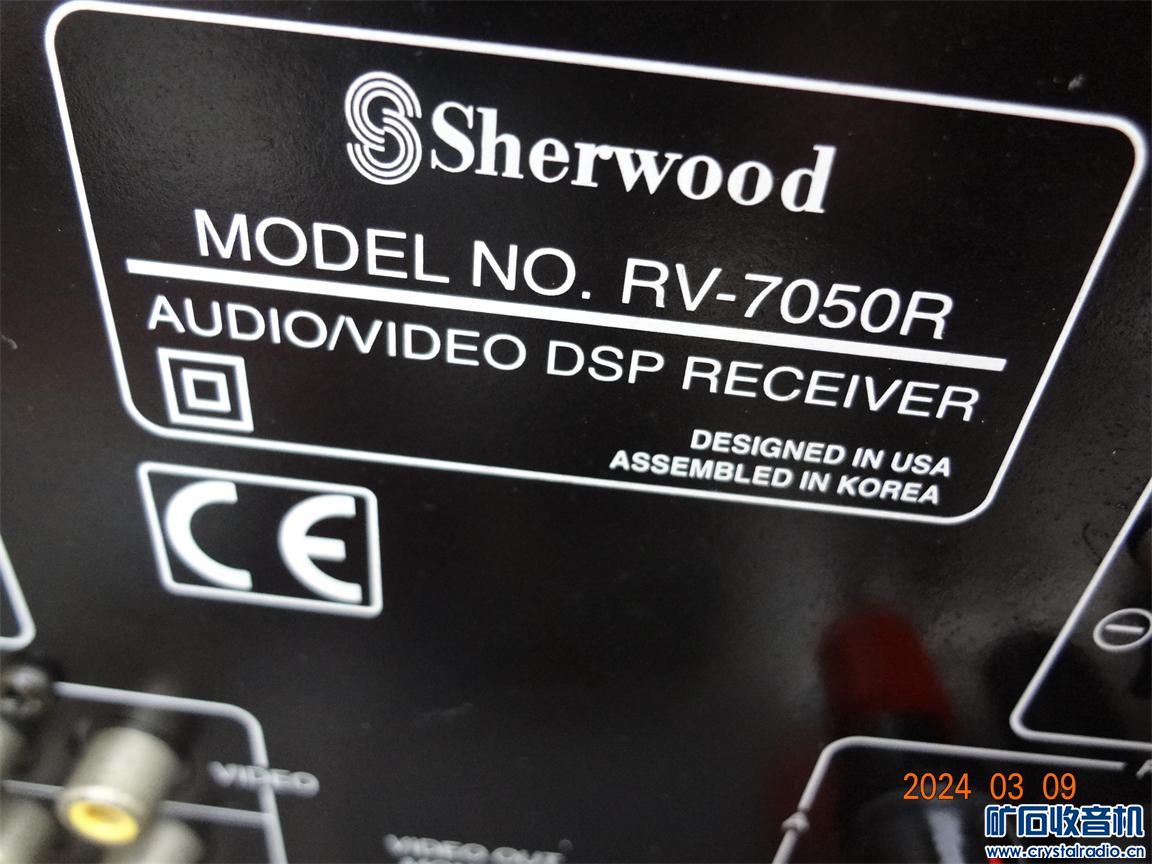 Sherwood
MODEL NO. RV-7050R
AUDIO/VIDEO DSP RECEIVER
DESIGNED IN USA
ASSEMBLED IN KOREA
CE
VIDEO
VIDEO OUT
2024 03 09
矿石收音机
www.crystalradio.cn